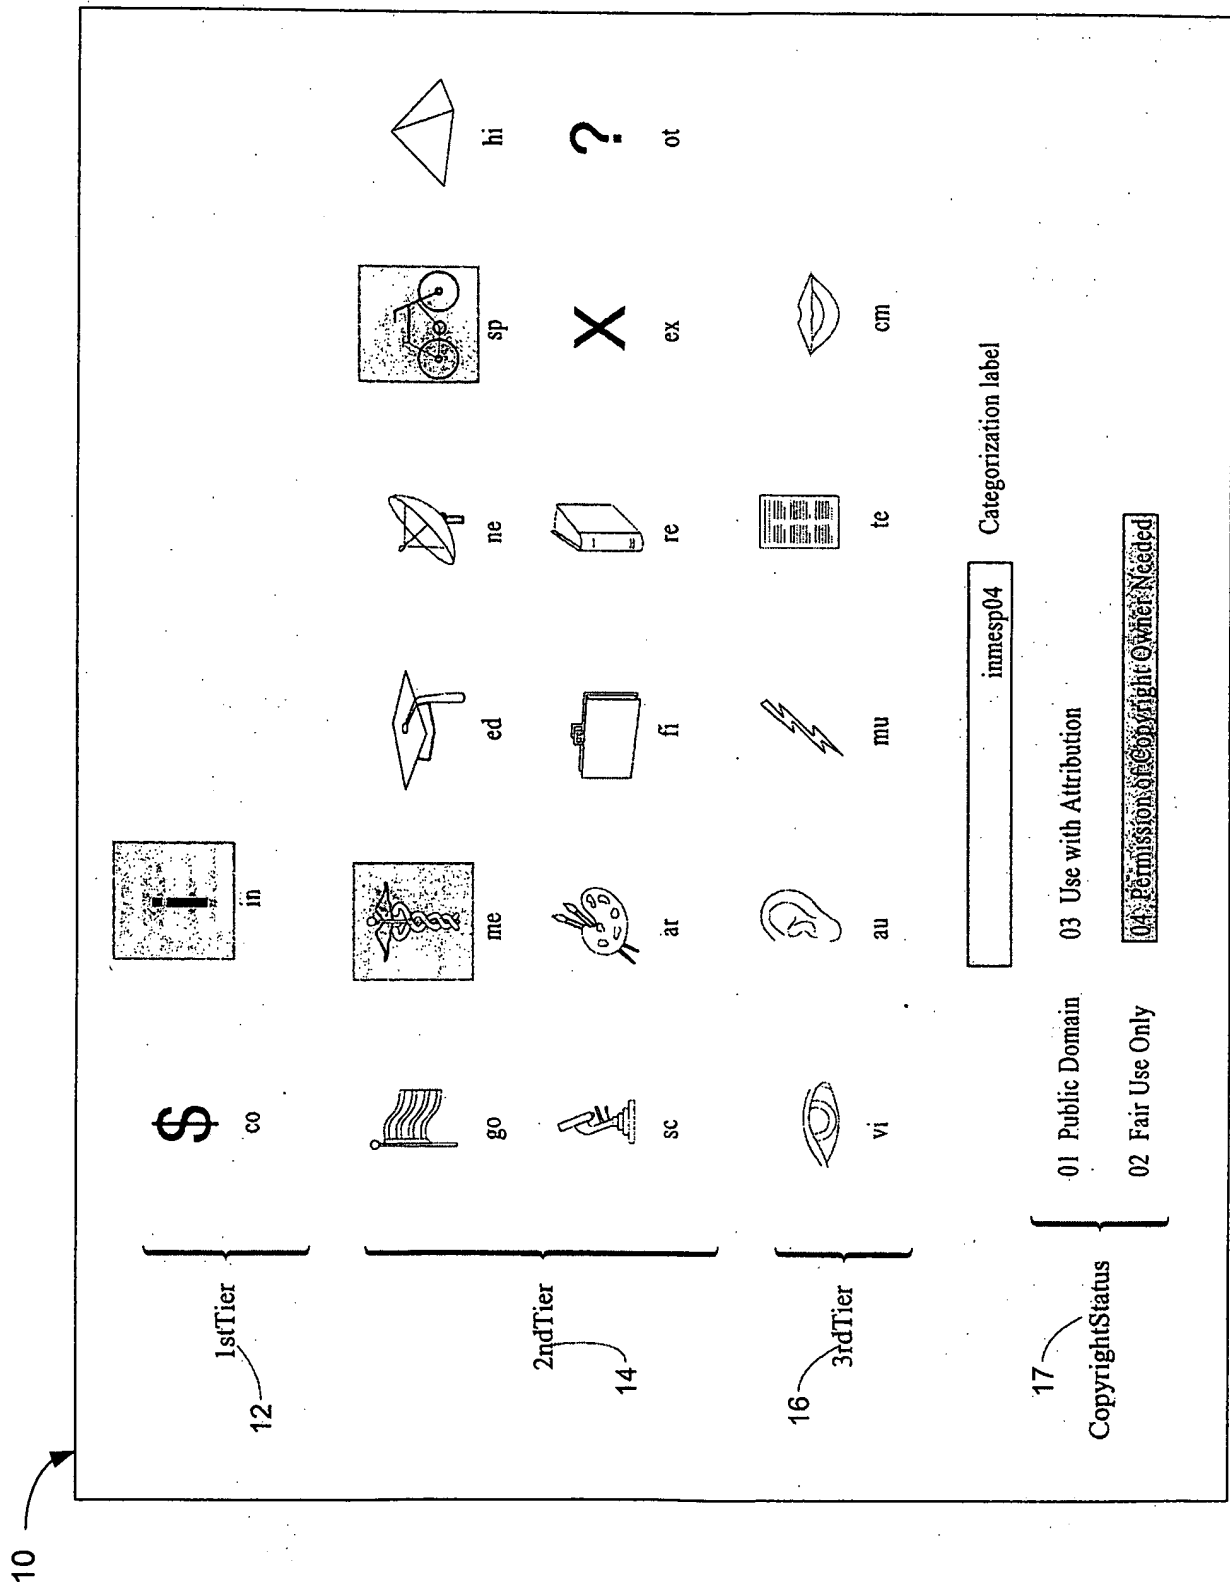 10
1stTier
12
$
co
in
2ndTier
14
go
me
ed
ne
sp
hi
sc
ar
fi
re
X
ex
?
ot
3rdTier
16
vi
au
mu
te
cm
inmesp04 Categorization label
CopyrightStatus
17
01 Public Domain 03 Use with Attribution
02 Fair Use Only 04 Permission of Copyright Owner Needed